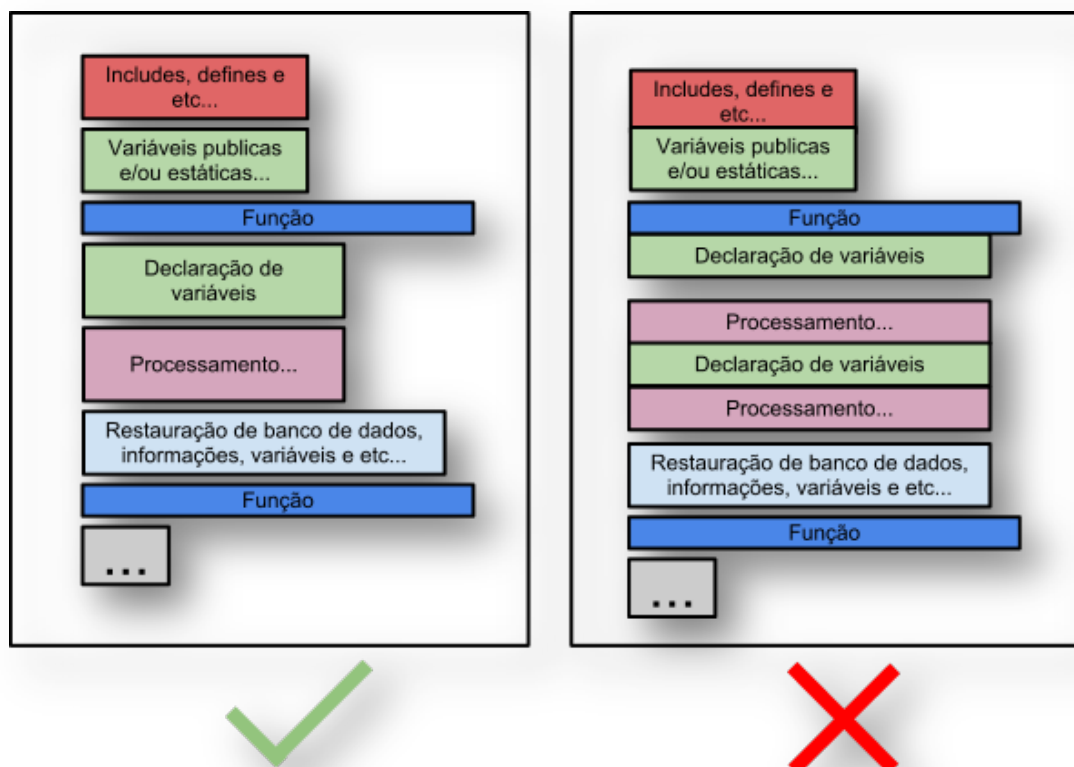 Includes, defines e
etc...
Variáveis publicas
e/ou estáticas...
Função
Declaração de
variáveis
Processamento...
Restauração de banco de dados,
informações, variáveis e etc...
Função
...
Includes, defines e
etc...
Variáveis publicas
e/ou estáticas...
Função
Declaração de variáveis
Processamento...
Declaração de variáveis
Processamento...
Restauração de banco de dados,
informações, variáveis e etc...
Função
...